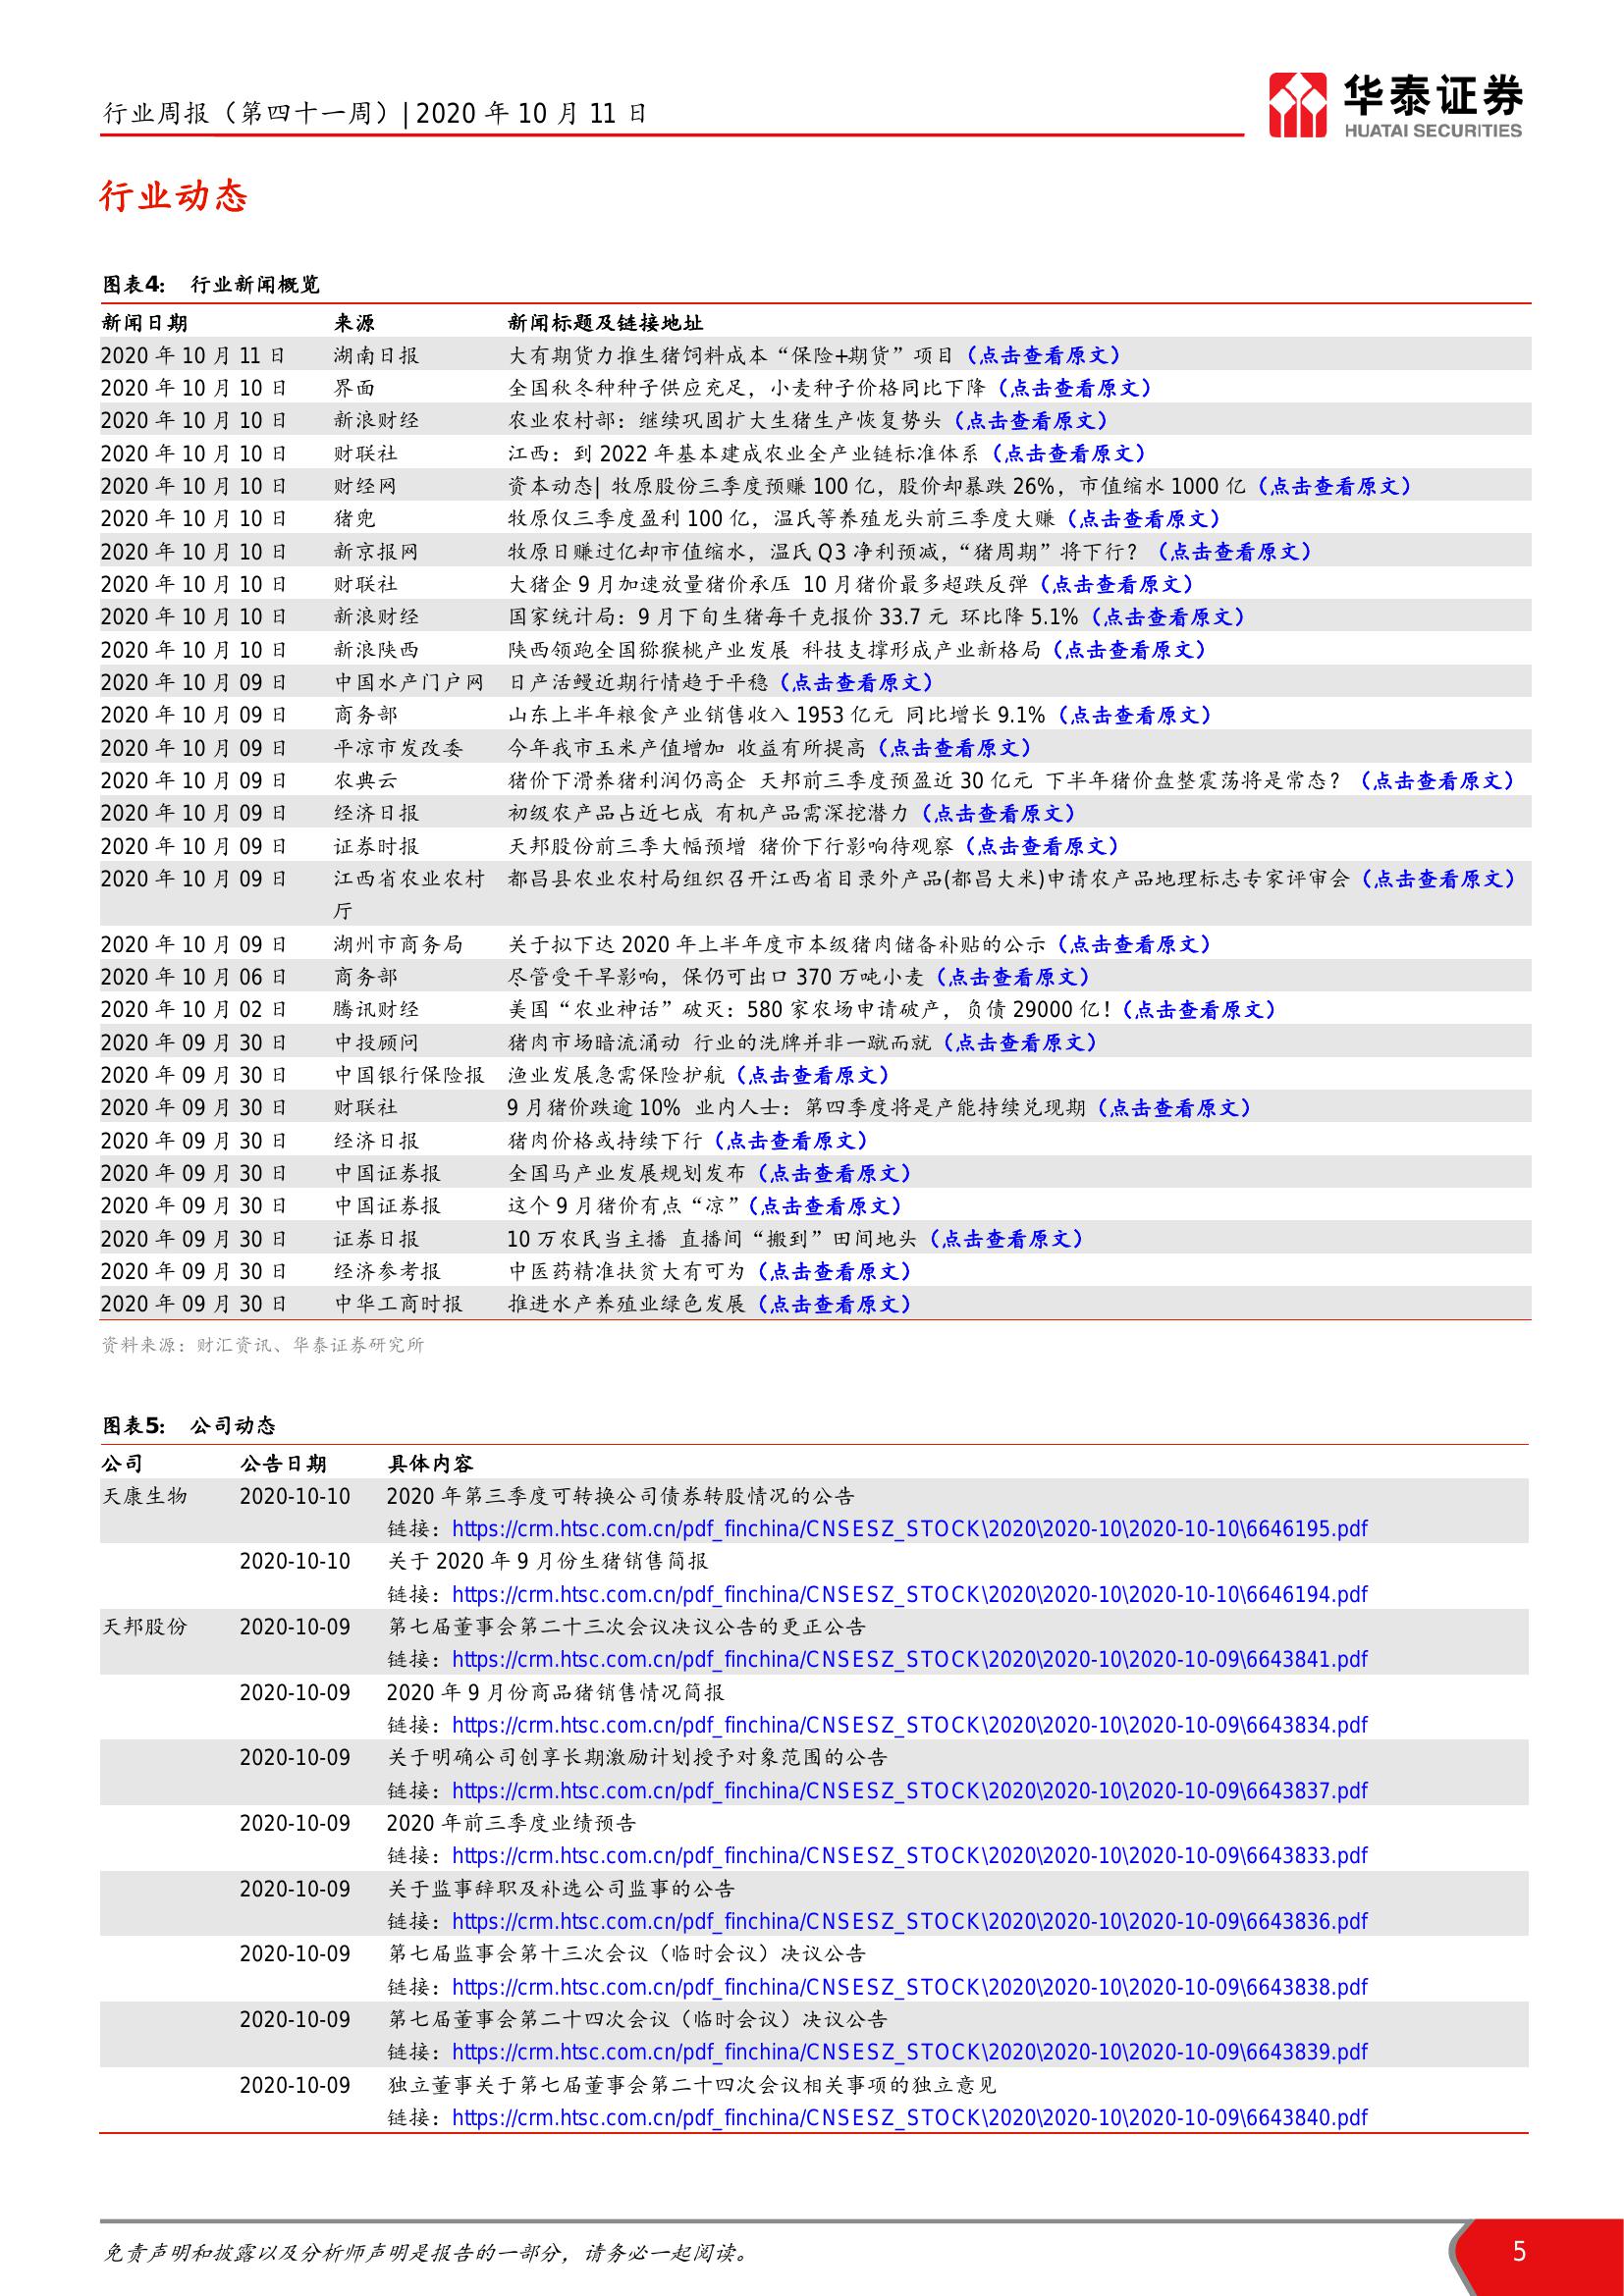 行业周报（第四十一周）| 2020 年 10 月 11 日
华泰证券
HUATAI SECURITIES
行业动态
图表4： 行业新闻概览
新闻日期 来源 新闻标题及链接地址
2020 年 10 月 11 日 湖南日报 大有期货力推生猪饲料成本“保险+期货”项目（点击查看原文）
2020 年 10 月 10 日 界面 全国秋冬种种子供应充足，小麦种子价格同比下降（点击查看原文）
2020 年 10 月 10 日 新浪财经 农业农村部：继续巩固扩大生猪生产恢复势头（点击查看原文）
2020 年 10 月 10 日 财联社 江西：到 2022 年基本建成农业全产业链标准体系（点击查看原文）
2020 年 10 月 10 日 财经网 资本动态| 牧原股份三季度预赚 100 亿，股价却暴跌 26%，市值缩水 1000 亿（点击查看原文）
2020 年 10 月 10 日 猪兜 牧原仅三季度盈利 100 亿，温氏等养殖龙头前三季度大赚（点击查看原文）
2020 年 10 月 10 日 新京报网 牧原日赚过亿却市值缩水，温氏 Q3 净利预减，“猪周期”将下行？（点击查看原文）
2020 年 10 月 10 日 财联社 大猪企 9 月加速放量猪价承压 10 月猪价最多超跌反弹（点击查看原文）
2020 年 10 月 10 日 新浪财经 国家统计局：9 月下旬生猪每千克报价 33.7 元 环比降 5.1%（点击查看原文）
2020 年 10 月 10 日 新浪陕西 陕西领跑全国猕猴桃产业发展 科技支撑形成产业新格局（点击查看原文）
2020 年 10 月 09 日 中国水产门户网 日产活鳗近期行情趋于平稳（点击查看原文）
2020 年 10 月 09 日 商务部 山东上半年粮食产业销售收入 1953 亿元 同比增长 9.1%（点击查看原文）
2020 年 10 月 09 日 平凉市发改委 今年我市玉米产值增加 收益有所提高（点击查看原文）
2020 年 10 月 09 日 农典云 猪价下滑养猪利润仍高企 天邦前三季度预盈近 30 亿元 下半年猪价盘整震荡将是常态？（点击查看原文）
2020 年 10 月 09 日 经济日报 初级农产品占近七成 有机产品需深挖潜力（点击查看原文）
2020 年 10 月 09 日 证券时报 天邦股份前三季大幅预增 猪价下行影响待观察（点击查看原文）
2020 年 10 月 09 日 江西省农业农村 都昌县农业农村局组织召开江西省目录外产品(都昌大米)申请农产品地理标志专家评审会（点击查看原文）
厅
2020 年 10 月 09 日 湖州市商务局 关于拟下达 2020 年上半年度市本级猪肉储备补贴的公示（点击查看原文）
2020 年 10 月 06 日 商务部 尽管受干旱影响，保仍可出口 370 万吨小麦（点击查看原文）
2020 年 10 月 02 日 腾讯财经 美国“农业神话”破灭：580 家农场申请破产，负债 29000 亿！（点击查看原文）
2020 年 09 月 30 日 中投顾问 猪肉市场暗流涌动 行业的洗牌并非一蹴而就（点击查看原文）
2020 年 09 月 30 日 中国银行保险报 渔业发展急需保险护航（点击查看原文）
2020 年 09 月 30 日 财联社 9 月猪价跌逾 10% 业内人士：第四季度将是产能持续兑现期（点击查看原文）
2020 年 09 月 30 日 经济日报 猪肉价格或持续下行（点击查看原文）
2020 年 09 月 30 日 中国证券报 全国马产业发展规划发布（点击查看原文）
2020 年 09 月 30 日 中国证券报 这个 9 月猪价有点“凉”（点击查看原文）
2020 年 09 月 30 日 证券日报 10 万农民当主播 直播间“搬到”田间地头（点击查看原文）
2020 年 09 月 30 日 经济参考报 中医药精准扶贫大有可为（点击查看原文）
2020 年 09 月 30 日 中华工商时报 推进水产养殖业绿色发展（点击查看原文）
资料来源：财汇资讯、华泰证券研究所
图表5： 公司动态
公司 公告日期 具体内容
天康生物 2020-10-10 2020 年第三季度可转换公司债券转股情况的公告
链接：https://crm.htsc.com.cn/pdf_finchina/CNSESZ_STOCK\2020\2020-10\2020-10-10\6646195.pdf
2020-10-10 关于 2020 年 9 月份生猪销售简报
链接：https://crm.htsc.com.cn/pdf_finchina/CNSESZ_STOCK\2020\2020-10\2020-10-10\6646194.pdf
天邦股份 2020-10-09 第七届董事会第二十三次会议决议公告的更正公告
链接：https://crm.htsc.com.cn/pdf_finchina/CNSESZ_STOCK\2020\2020-10\2020-10-09\6643841.pdf
2020-10-09 2020 年 9 月份商品猪销售情况简报
链接：https://crm.htsc.com.cn/pdf_finchina/CNSESZ_STOCK\2020\2020-10\2020-10-09\6643834.pdf
2020-10-09 关于明确公司创享长期激励计划授予对象范围的公告
链接：https://crm.htsc.com.cn/pdf_finchina/CNSESZ_STOCK\2020\2020-10\2020-10-09\6643837.pdf
2020-10-09 2020 年前三季度业绩预告
链接：https://crm.htsc.com.cn/pdf_finchina/CNSESZ_STOCK\2020\2020-10\2020-10-09\6643833.pdf
2020-10-09 关于监事辞职及补选公司监事的公告
链接：https://crm.htsc.com.cn/pdf_finchina/CNSESZ_STOCK\2020\2020-10\2020-10-09\6643836.pdf
2020-10-09 第七届监事会第十三次会议（临时会议）决议公告
链接：https://crm.htsc.com.cn/pdf_finchina/CNSESZ_STOCK\2020\2020-10\2020-10-09\6643838.pdf
2020-10-09 第七届董事会第二十四次会议（临时会议）决议公告
链接：https://crm.htsc.com.cn/pdf_finchina/CNSESZ_STOCK\2020\2020-10\2020-10-09\6643839.pdf
2020-10-09 独立董事关于第七届董事会第二十四次会议相关事项的独立意见
链接：https://crm.htsc.com.cn/pdf_finchina/CNSESZ_STOCK\2020\2020-10\2020-10-09\6643840.pdf
免责声明和披露以及分析师声明是报告的一部分，请务必一起阅读。 5